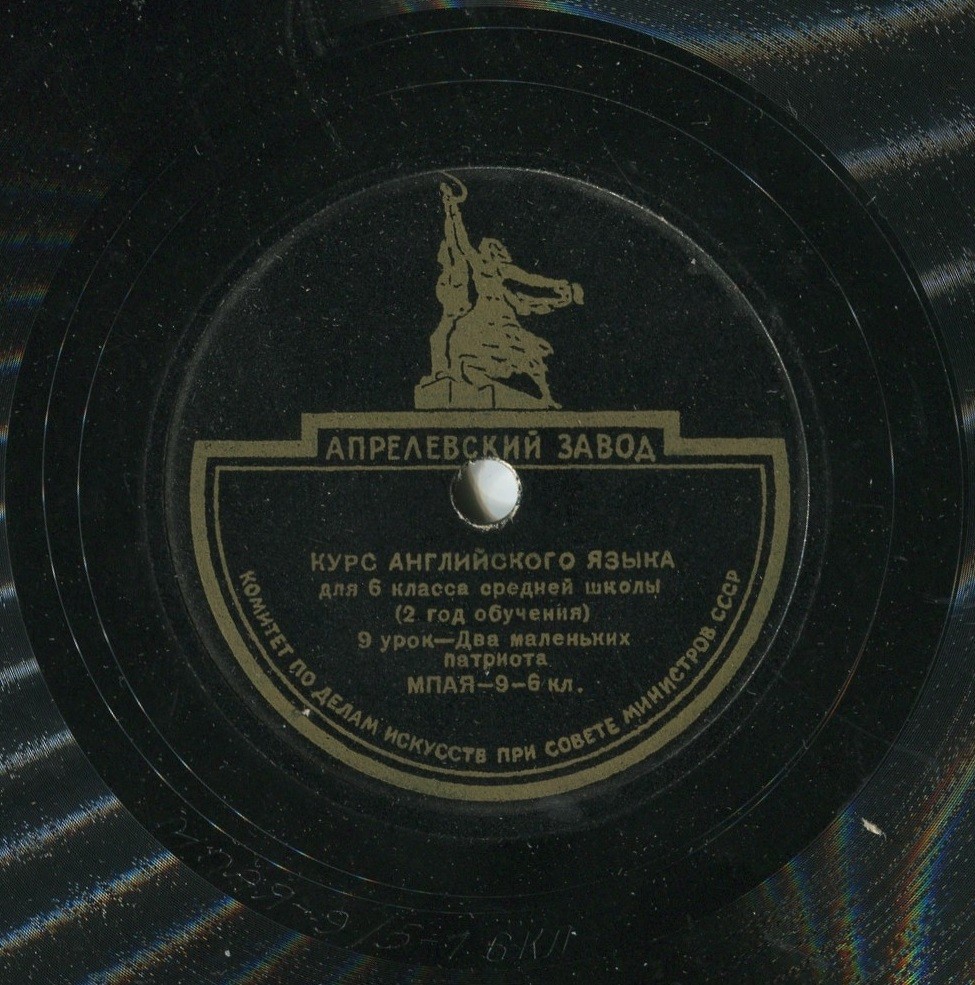 АПРЕЛЕВСКИЙ ЗАВОД
КУРС АНГЛИЙСКОГО ЯЗЫКА
для 6 класса средней школы
(2 год обучения)
9 урок—Два маленьких
патриота
МПАЯ—9—6 кл.
КОМИТЕТ ПО ДЕЛАМ ИСКУССТВ ПРИ СОВЕТЕ МИНИСТРОВ СССР
6КЛ